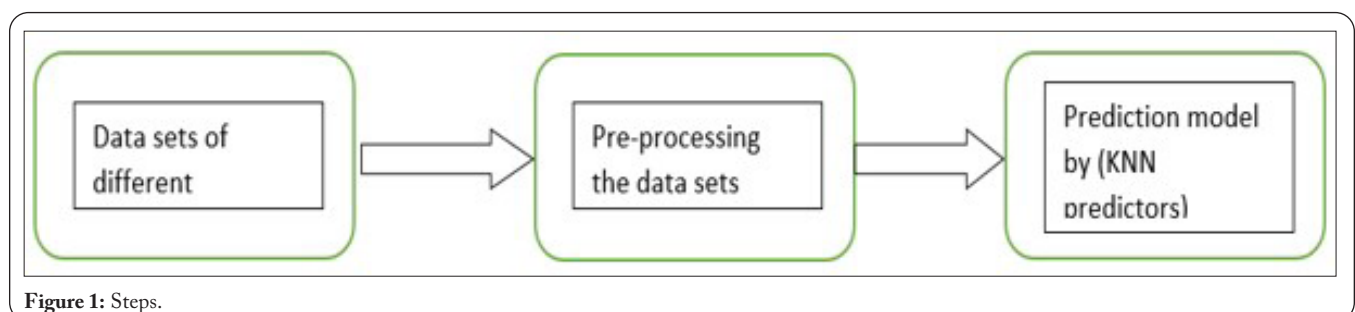 Data sets of
different
Pre-processing
the data sets
Prediction model
by (KNN
predictors)
Figure 1: Steps.